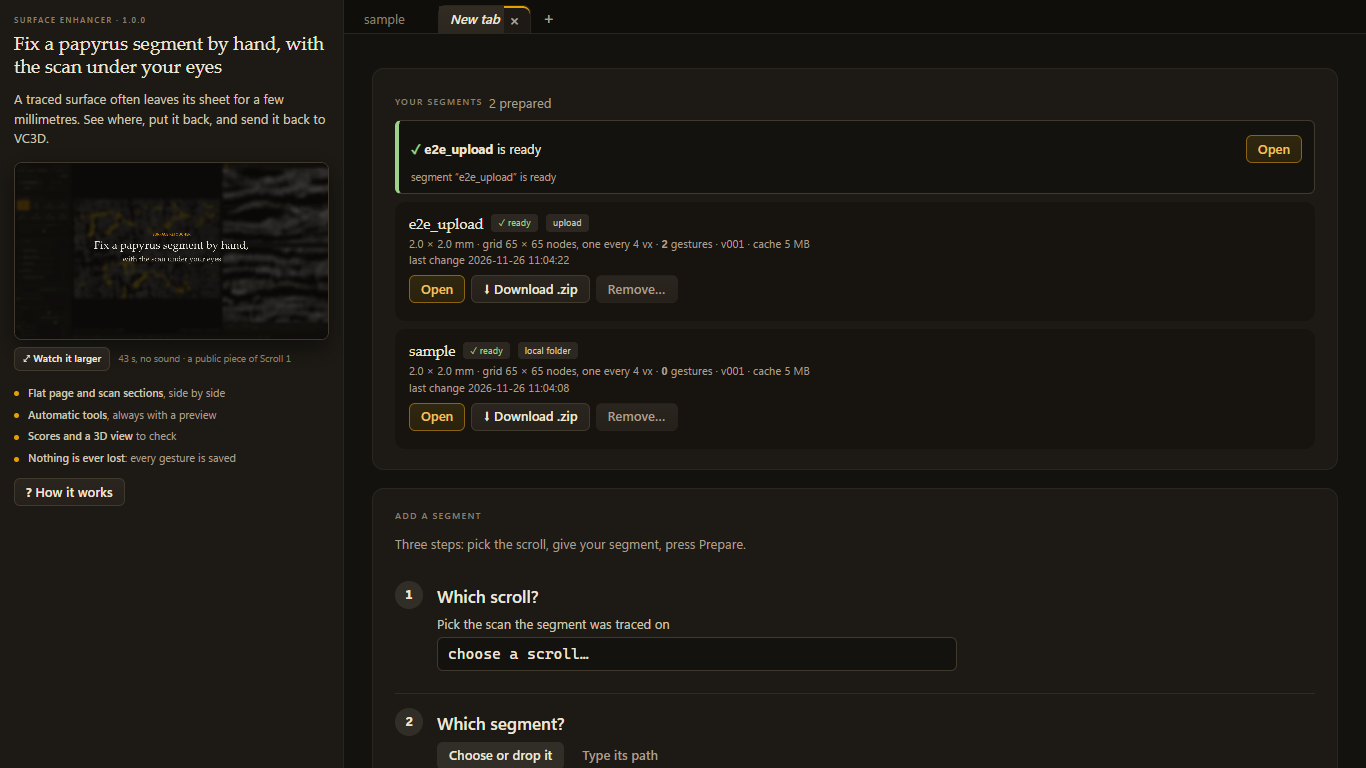 SURFACE ENHANCER · 1.0.0
Fix a papyrus segment by hand, with
the scan under your eyes
A traced surface often leaves its sheet for a few
millimetres. See where, put it back, and send it back to
VC3D.
Fix a papyrus segment by hand,
with the scan under your eyes
⤢ Watch it larger
43 s, no sound · a public piece of Scroll 1
Flat page and scan sections, side by side
Automatic tools, always with a preview
Scores and a 3D view to check
Nothing is ever lost: every gesture is saved
? How it works
sample
New tab ×
+
YOUR SEGMENTS 2 prepared
✓ e2e_upload is ready
Open
segment "e2e_upload" is ready
e2e_upload ✓ ready upload
2.0 × 2.0 mm · grid 65 × 65 nodes, one every 4 vx · 2 gestures · v001 · cache 5 MB
last change 2026-11-26 11:04:22
Open ⬇ Download .zip Remove...
sample ✓ ready local folder
2.0 × 2.0 mm · grid 65 × 65 nodes, one every 4 vx · 0 gestures · v001 · cache 5 MB
last change 2026-11-26 11:04:08
Open ⬇ Download .zip Remove...
ADD A SEGMENT
Three steps: pick the scroll, give your segment, press Prepare.
1 Which scroll?
Pick the scan the segment was traced on
choose a scroll…
2 Which segment?
Choose or drop it Type its path